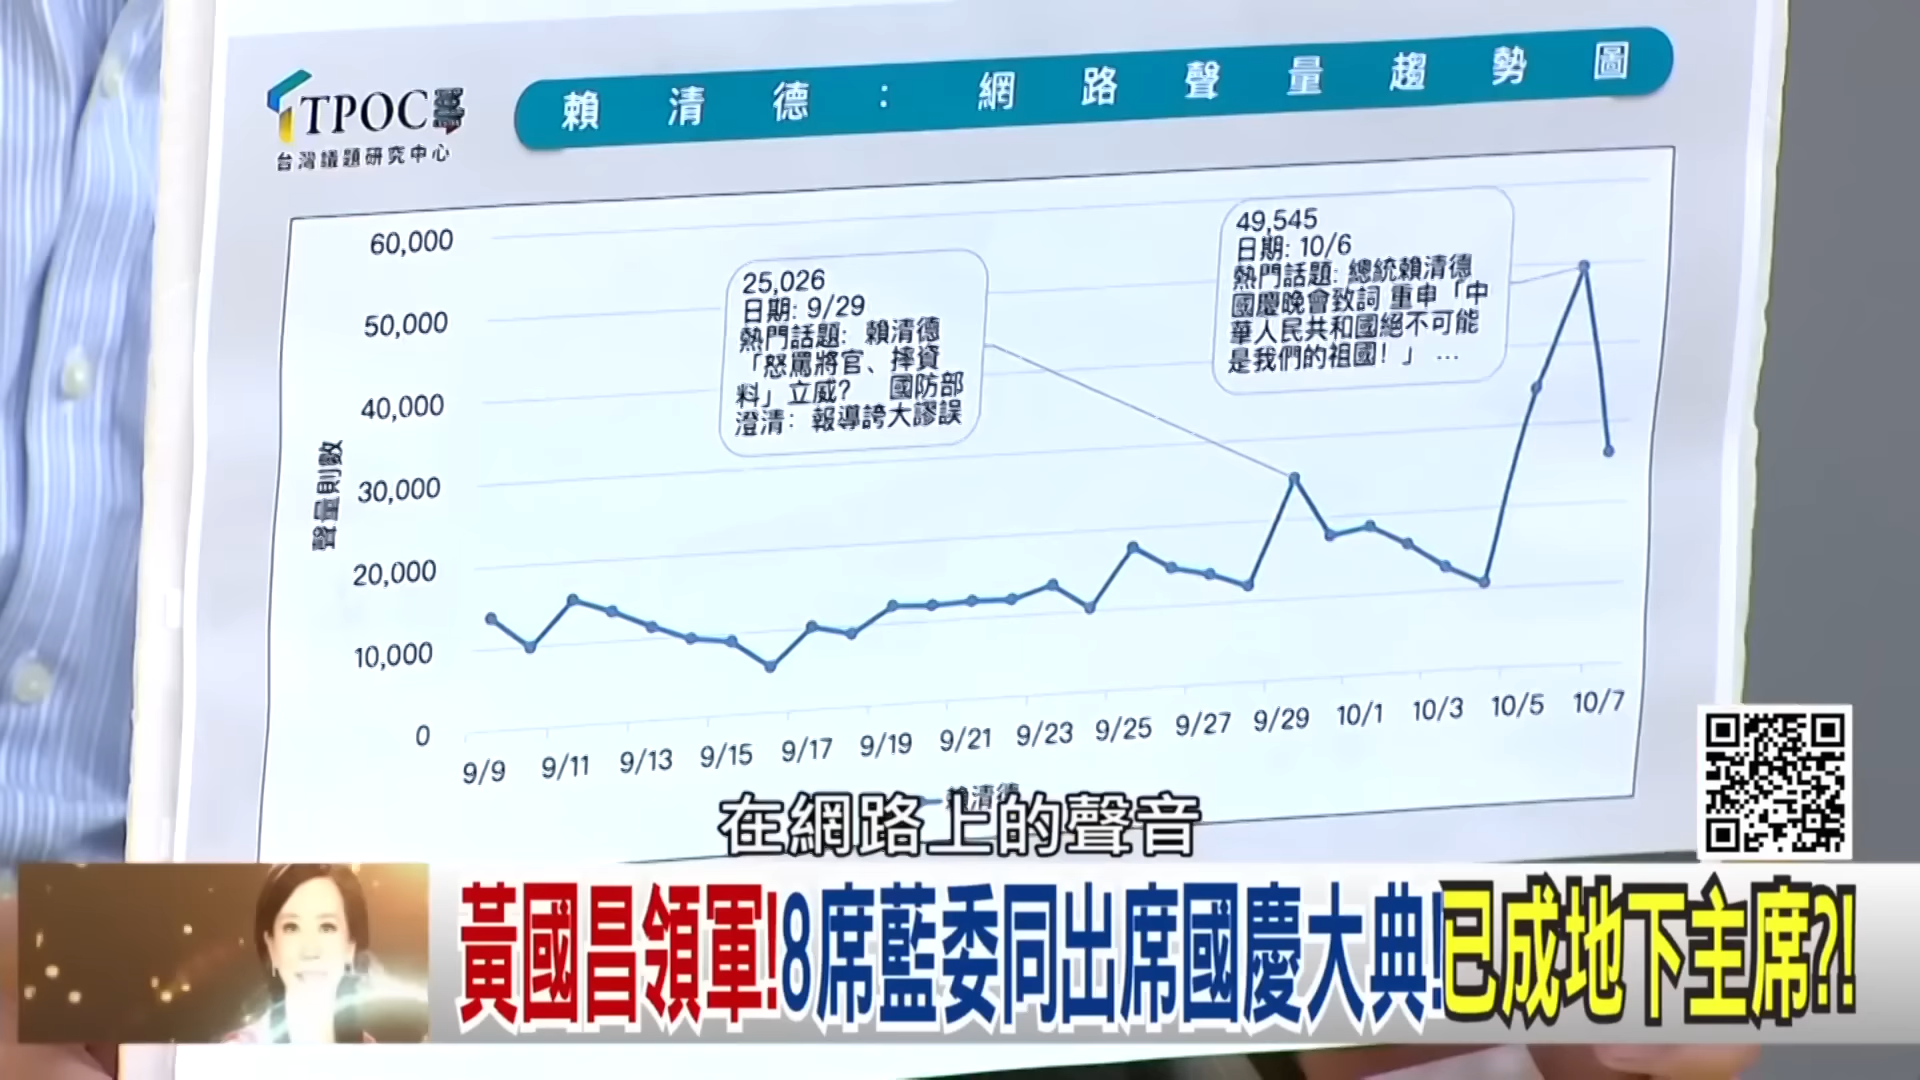 TPOC
台灣議題研究中心
賴清德：網路聲量趨勢圖
60,000
50,000
40,000
30,000
20,000
10,000
0
聲量則數
25,026
日期: 9/29
熱門話題: 賴清德
「怒罵將官、摔資
料」立威? 國防部
澄清: 報導誇大謬誤
49,545
日期: 10/6
熱門話題: 總統賴清德
國慶晚會致詞 重申「中
華人民共和國絕不可能
是我們的祖國!」 …
9/9 9/11 9/13 9/15 9/17 9/19 9/21 9/23 9/25 9/27 9/29 10/1 10/3 10/5 10/7
賴清德
在網路上的聲音
黃國昌領軍!8席藍委同出席國慶大典!已成地下主席?!